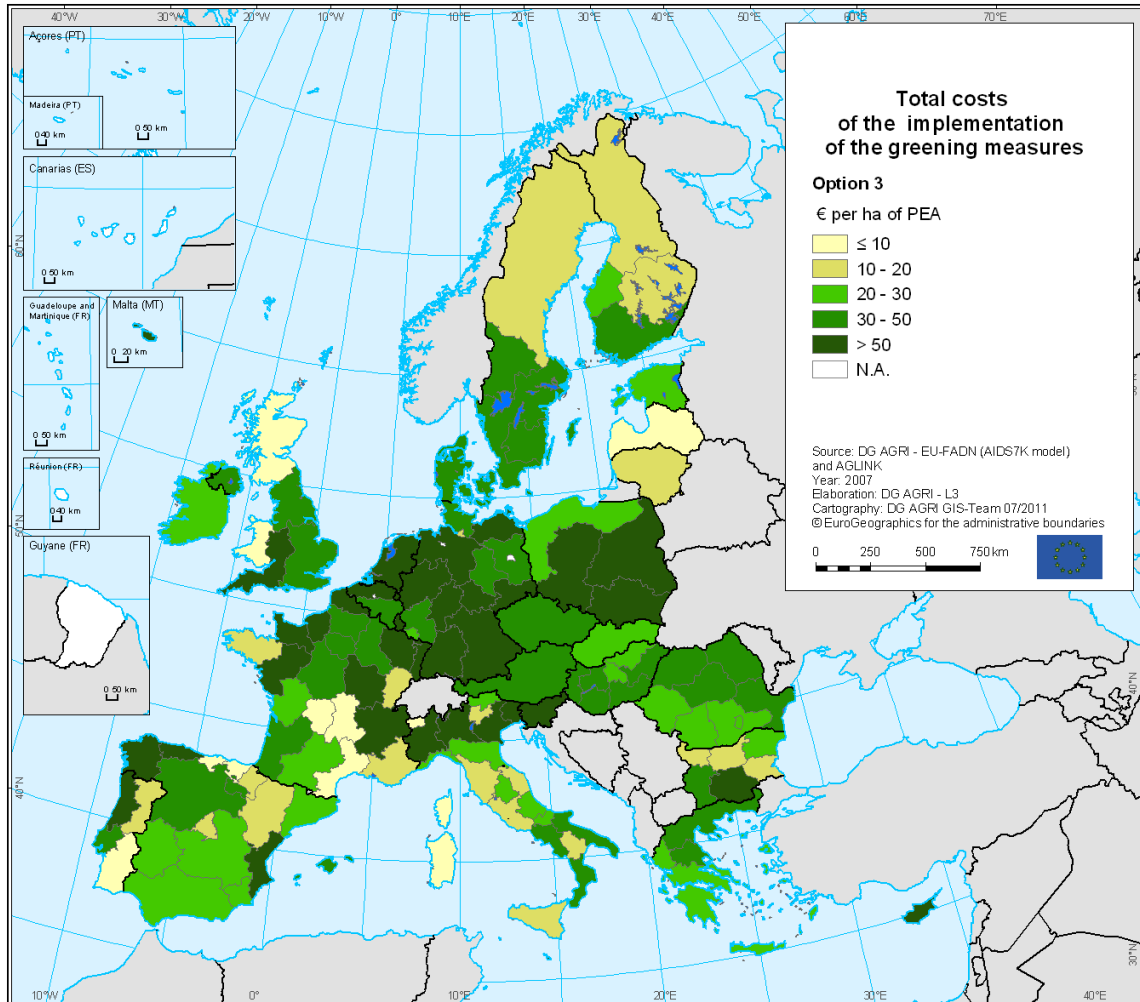 40°W 30°W 20°W 10°W 0° 10°E 20°E 30°E 40°E 50°E 60°E 70°E
Açores (PT)
Madeira (PT)
0 40 km
0 50 km
Canarias (ES)
0 50 km
Guadeloupe and
Martinique (FR)
0 50 km
Malta (MT)
0 20 km
Réunion (FR)
0 40 km
Guyane (FR)
0 50 km
60°N
50°N
40°N
Total costs
of the implementation
of the greening measures
Option 3
€ per ha of PEA
≤ 10
10 - 20
20 - 30
30 - 50
> 50
N.A.
Source: DG AGRI - EU-FADN (AIDS7K model)
and AGLINK
Year: 2007
Elaboration: DG AGRI - L3
Cartography: DG AGRI GIS-Team 07/2011
© EuroGeographics for the administrative boundaries
0 250 500 750 km
40°N
30°N
10°W 0° 10°E 20°E 30°E 40°E